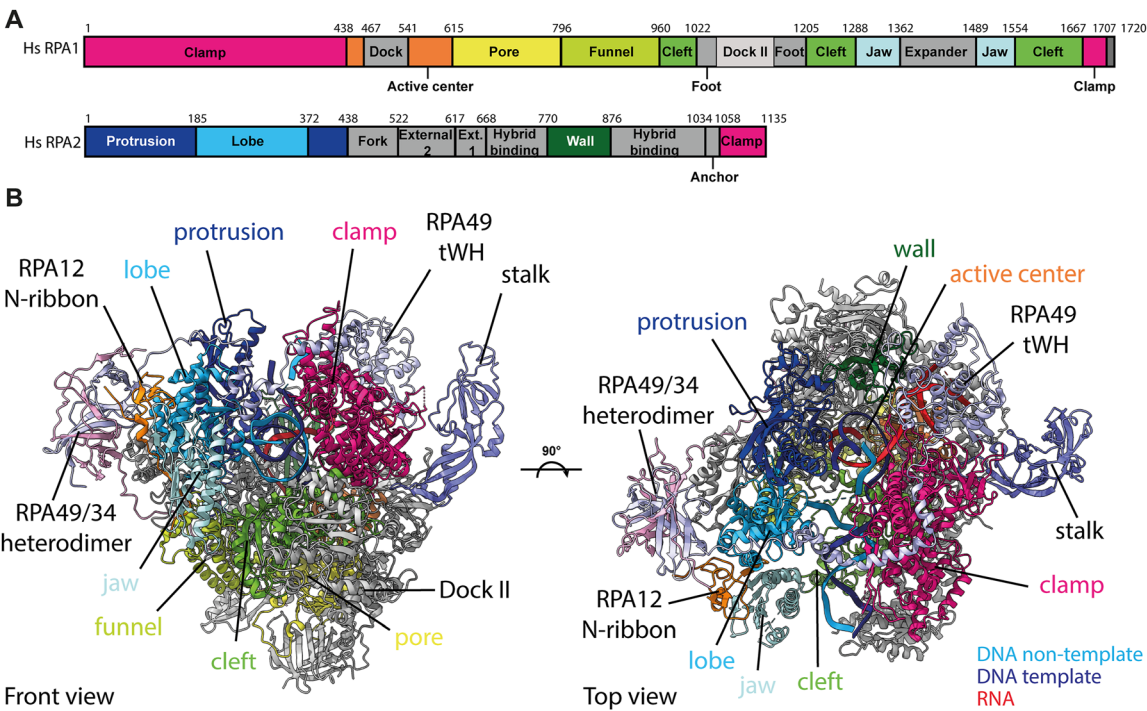 A
1 438 467 541 615 796 960 1022 1205 1288 1362 1489 1554 1667 1707 1720
Hs RPA1
Clamp Dock Pore Funnel Cleft Dock II Foot Cleft Jaw Expander Jaw Cleft
Active center Foot Clamp
1 185 372 438 522 617 668 770 876 1034 1058 1135
Hs RPA2
Protrusion Lobe Fork External 2 Ext. 1 Hybrid binding Wall Hybrid binding Clamp
Anchor
B
protrusion
clamp
RPA49
tWH
stalk
lobe
RPA12
N-ribbon
RPA49/34
heterodimer
jaw
funnel
cleft
pore
Dock II
Front view
90°
wall
active center
protrusion
RPA49
tWH
RPA49/34
heterodimer
stalk
clamp
RPA12
N-ribbon
lobe
jaw
cleft
Top view
DNA non-template
DNA template
RNA